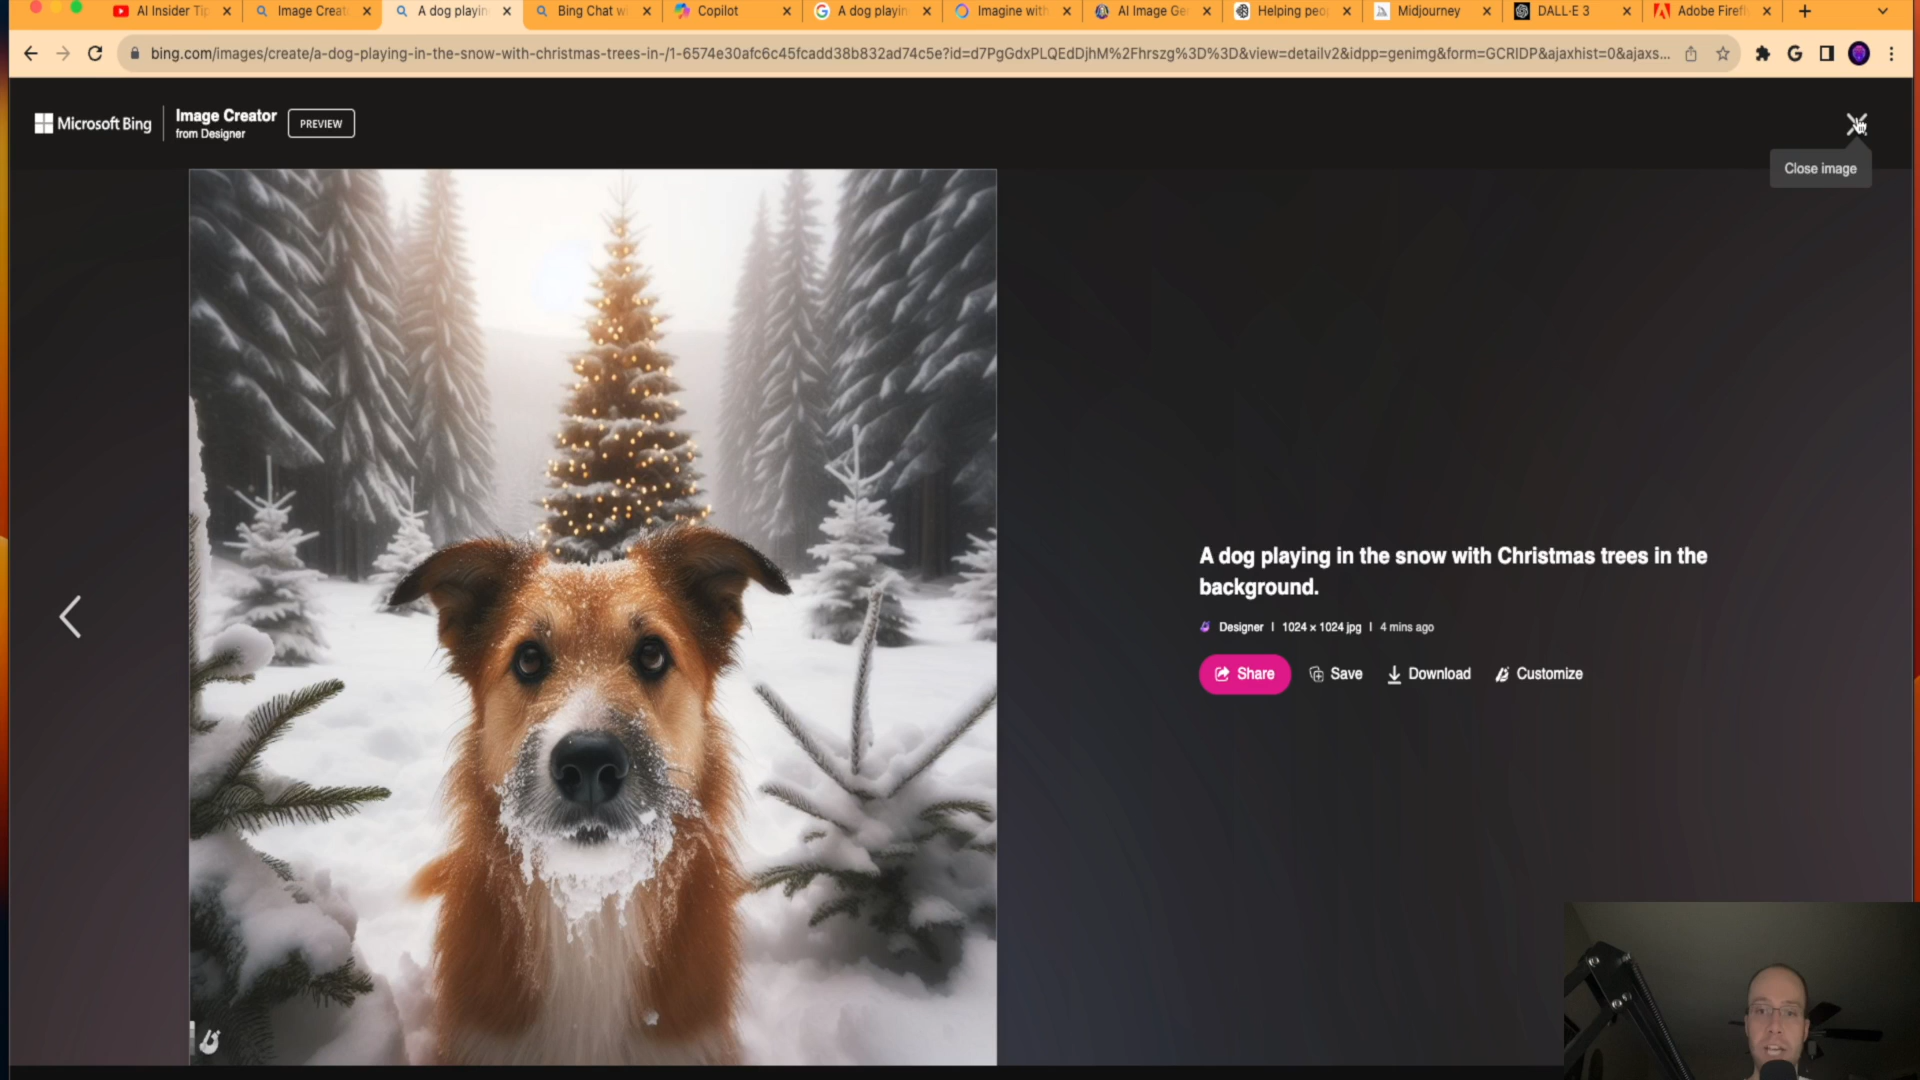 AI Insider Ti
Image Creat
A dog playin
Bing Chat w
Copilot
A dog playin
Imagine with
AI Image Ge
Helping peo
Midjourney
DALL·E 3
Adobe Firefl
bing.com/images/create/a-dog-playing-in-the-snow-with-christmas-trees-in-/1-6574e30afc6c45fcadd38b832ad74c5e?id=d7PgGdxPLQEdDjhM%2Fhrszg%3D%3D&view=detailv2&idpp=genimg&form=GCRIDP&ajaxhist=0&ajaxs...
Microsoft Bing
Image Creator
from Designer
PREVIEW
Close image
A dog playing in the snow with Christmas trees in the
background.
Designer I 1024 × 1024 jpg I 4 mins ago
Share
Save
Download
Customize